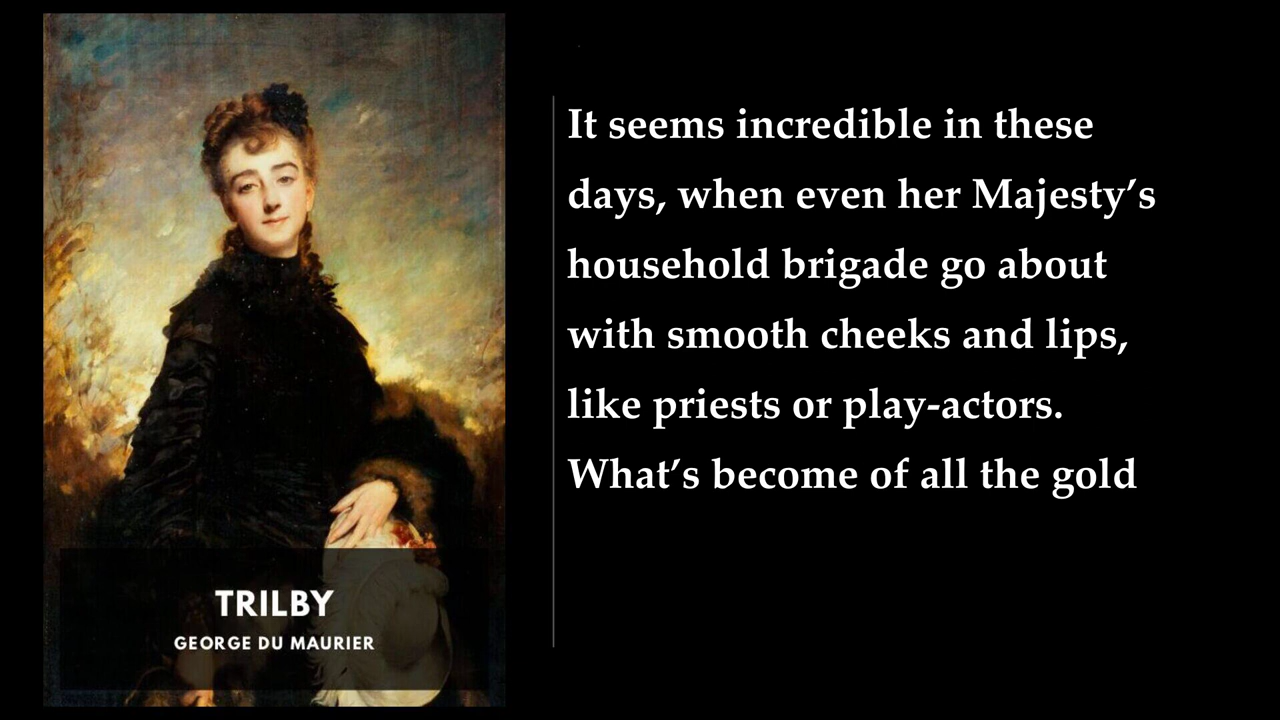 TRILBY
GEORGE DU MAURIER
It seems incredible in these
days, when even her Majesty’s
household brigade go about
with smooth cheeks and lips,
like priests or play-actors.
What’s become of all the gold